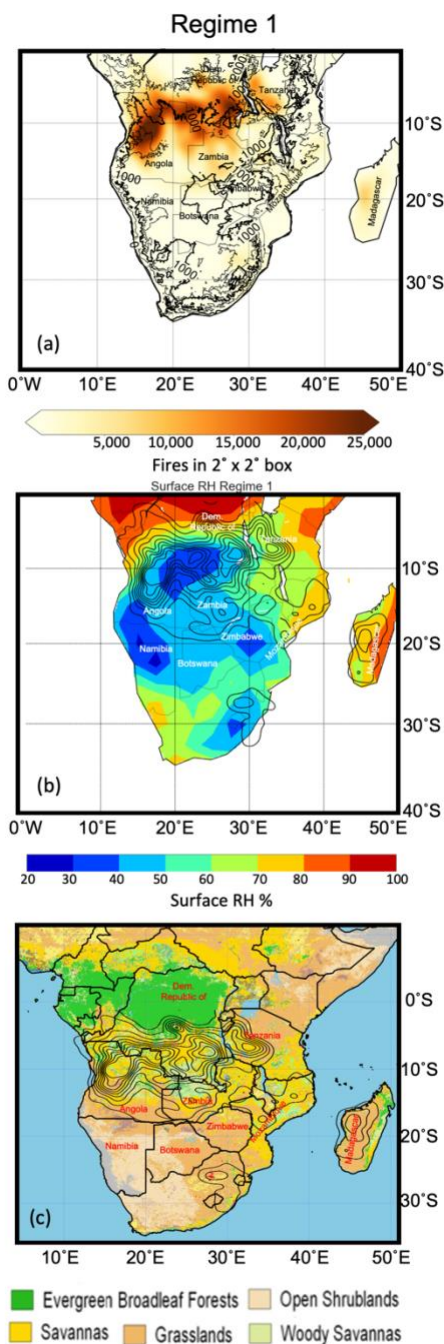 Regime 1
Dem.
Republic of
Tanzania
1000
Angola
Zambia
1000
1000
Zimbabwe
Namibia
Mozambique
Botswana
Madagascar
1000
10°S
20°S
30°S
40°S
(a)
0°W 10°E 20°E 30°E 40°E 50°E
5,000 10,000 15,000 20,000 25,000
Fires in 2˚ x 2˚ box
Surface RH Regime 1
Dem.
Republic of
Tanzania
Angola
Zambia
Zimbabwe
Mozambique
Namibia
Botswana
Madagascar
10°S
20°S
30°S
40°S
(b)
0°W 10°E 20°E 30°E 40°E 50°E
20 30 40 50 60 70 80 90 100
Surface RH %
Dem.
Republic of
Tanzania
Angola
Zambia
Zimbabwe
Mozambique
Namibia
Botswana
Madagascar
0°S
10°S
20°S
30°S
(c)
10°E 20°E 30°E 40°E 50°E
Evergreen Broadleaf Forests Open Shrublands
Savannas Grasslands Woody Savannas